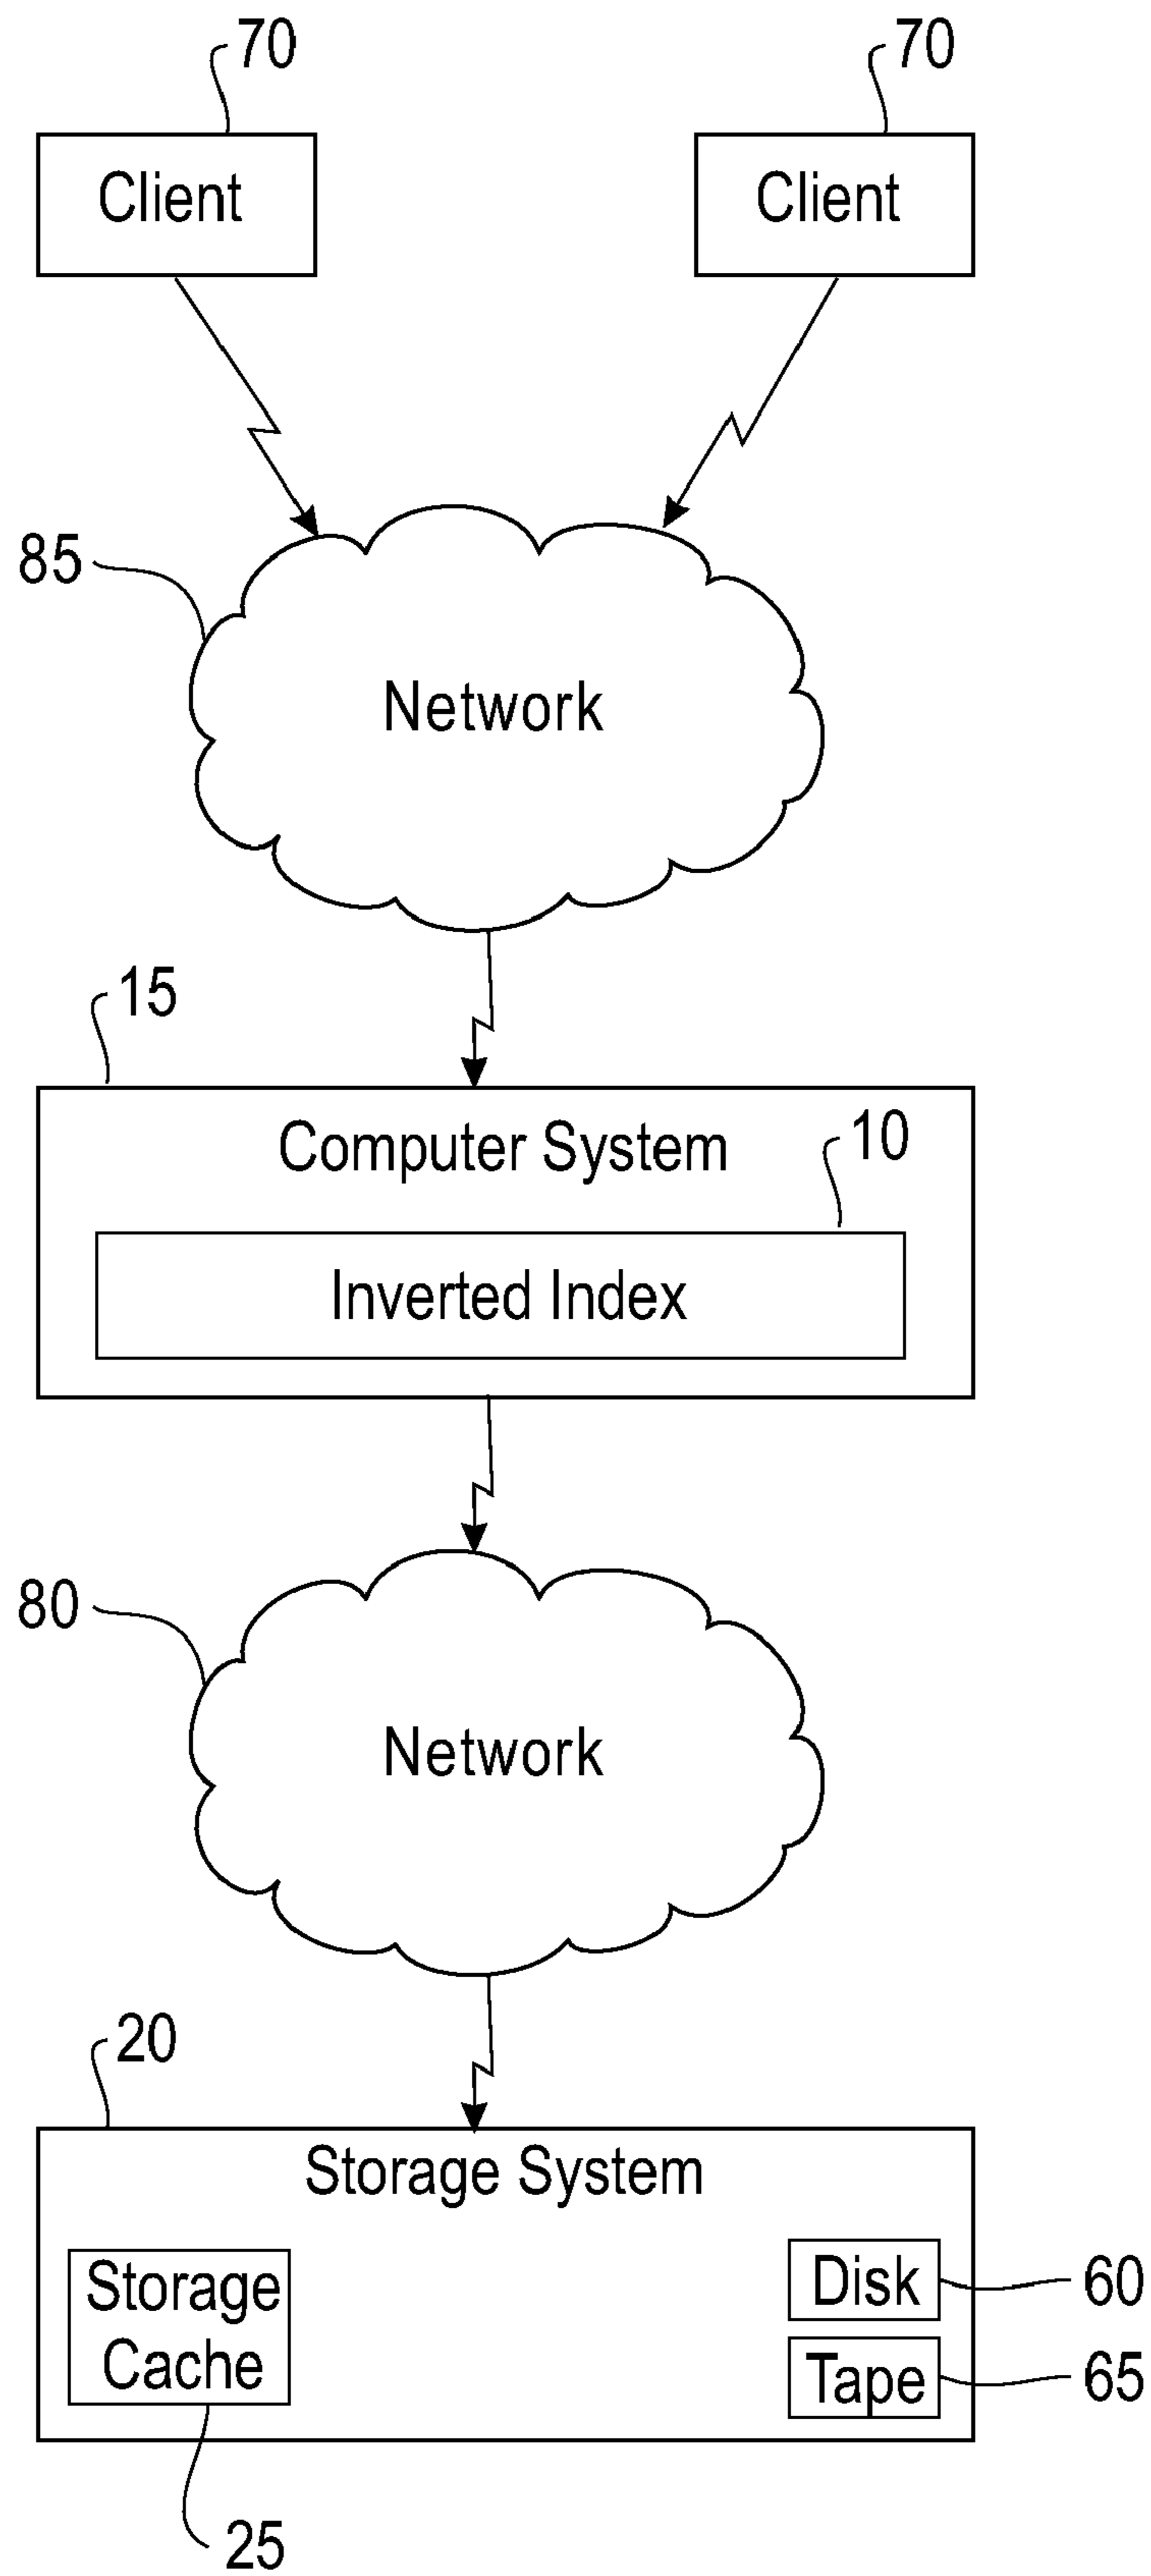 70
70
Client
Client
85
Network
15
Computer System
10
Inverted Index
80
Network
20
Storage System
Storage
Cache
Disk
60
Tape
65
25